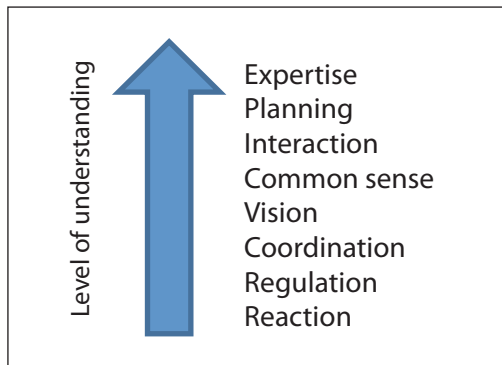 Level of understanding
Expertise
Planning
Interaction
Common sense
Vision
Coordination
Regulation
Reaction